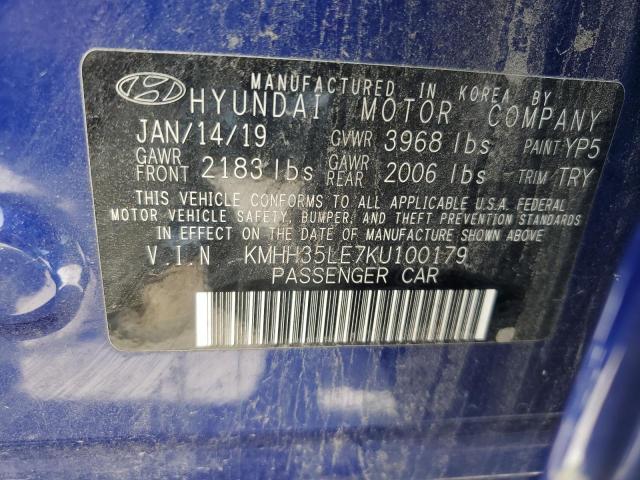 MANUFACTURED IN KOREA BY
HYUNDAI MOTOR COMPANY
JAN/14/19 GVWR 3968 lbs PAINT YP5
GAWR FRONT 2183 lbs GAWR REAR 2006 lbs TRIM TRY
THIS VEHICLE CONFORMS TO ALL APPLICABLE U.S.A. FEDERAL
MOTOR VEHICLE SAFETY, BUMPER, AND THEFT PREVENTION STANDARDS
IN EFFECT ON THE DATE OF MANUFACTURE SHOWN ABOVE.
V I N KMHH35LE7KU100179
PASSENGER CAR